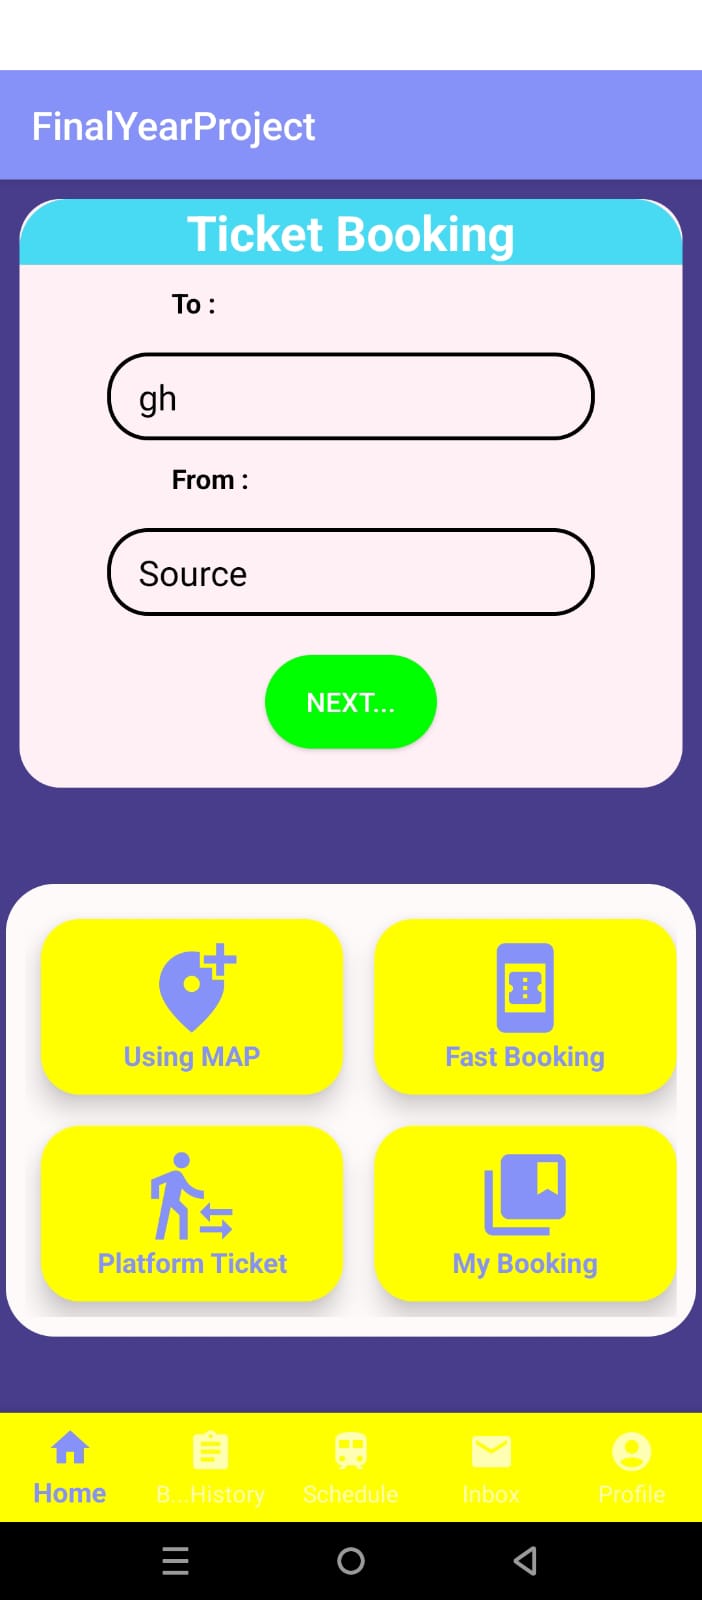 FinalYearProject
Ticket Booking
To :
gh
From :
Source
NEXT...
Using MAP
Fast Booking
Platform Ticket
My Booking
Home
B...History
Schedule
Inbox
Profile